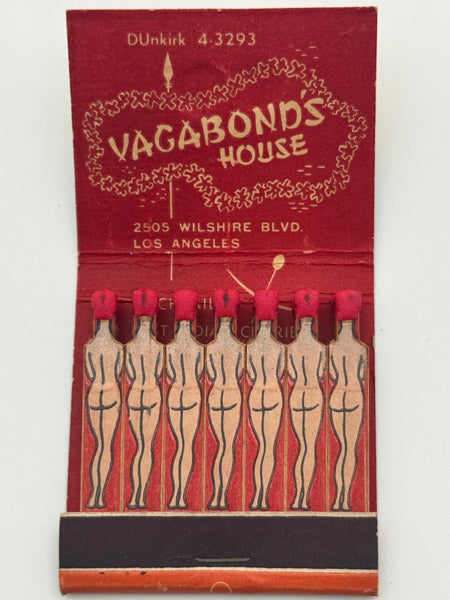 DUnkirk 4-3293
VAGABOND'S
HOUSE
2505 WILSHIRE BLVD.
LOS ANGELES